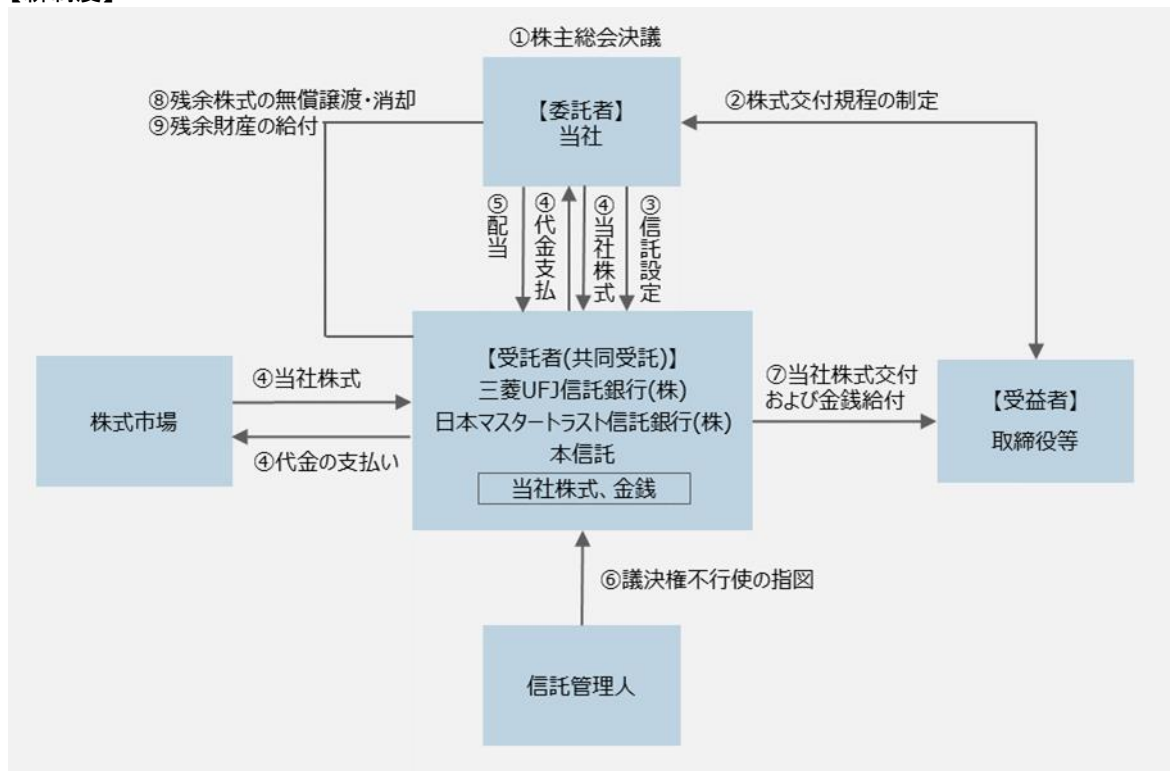 【新制度】
①株主総会決議
⑧残余株式の無償譲渡・消却
⑨残余財産の給付
【委託者】
当社
②株式交付規程の制定
⑤配当
④代金支払
④当社株式
③信託設定
【受託者(共同受託)】
三菱UFJ信託銀行(株)
日本マスタートラスト信託銀行(株)
本信託
当社株式、金銭
株式市場
④当社株式
④代金の支払い
⑦当社株式交付
および金銭給付
【受益者】
取締役等
⑥議決権不行使の指図
信託管理人